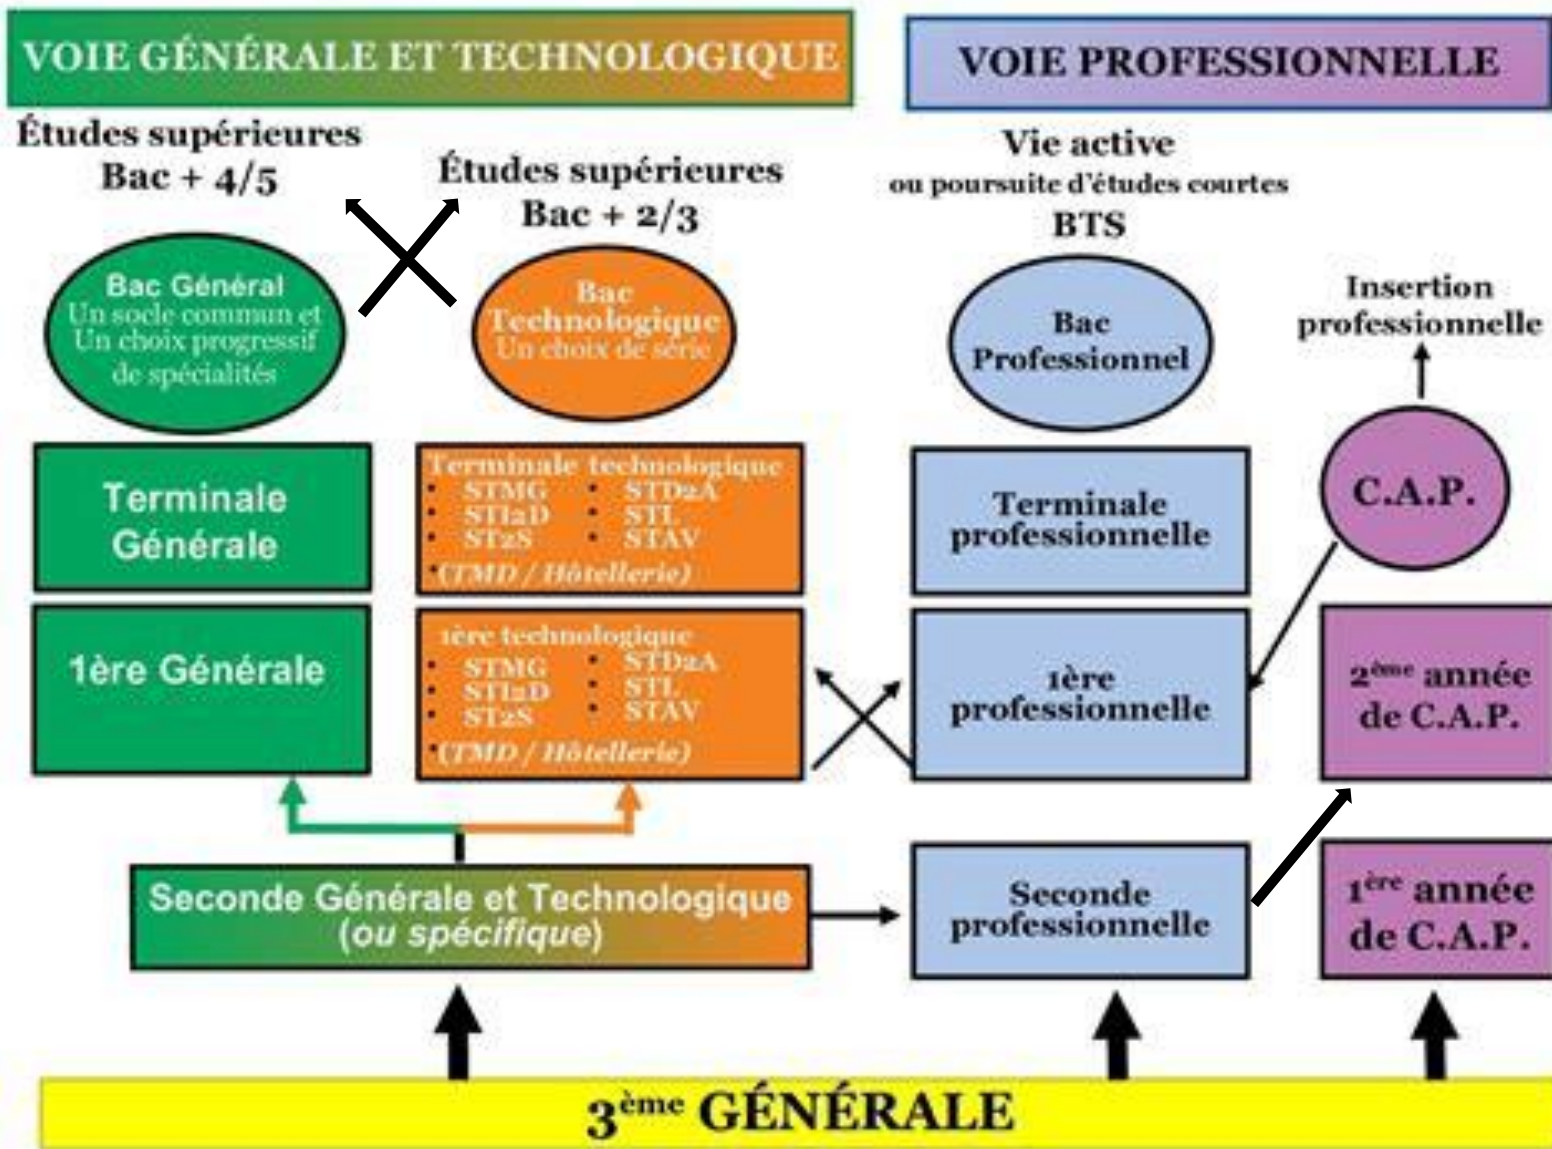 VOIE GÉNÉRALE ET TECHNOLOGIQUE
VOIE PROFESSIONNELLE
Études supérieures
Bac + 4/5
Études supérieures
Bac + 2/3
Vie active
ou poursuite d'études courtes
BTS
Bac Général
Un socle commun et
Un choix progressif
de spécialités
Bac
Technologique
Un choix de série
Bac
Professionnel
Insertion
professionnelle
Terminale
Générale
Terminale technologique
• STMG • STD2A
• STI2D • STL
• ST2S • STAV
•(TMD / Hôtellerie)
Terminale
professionnelle
C.A.P.
1ère Générale
1ère technologique
• STMG • STD2A
• STI2D • STL
• ST2S • STAV
•(TMD / Hôtellerie)
1ère
professionnelle
2ème année
de C.A.P.
Seconde Générale et Technologique
(ou spécifique)
Seconde
professionnelle
1ère année
de C.A.P.
3ème GÉNÉRALE